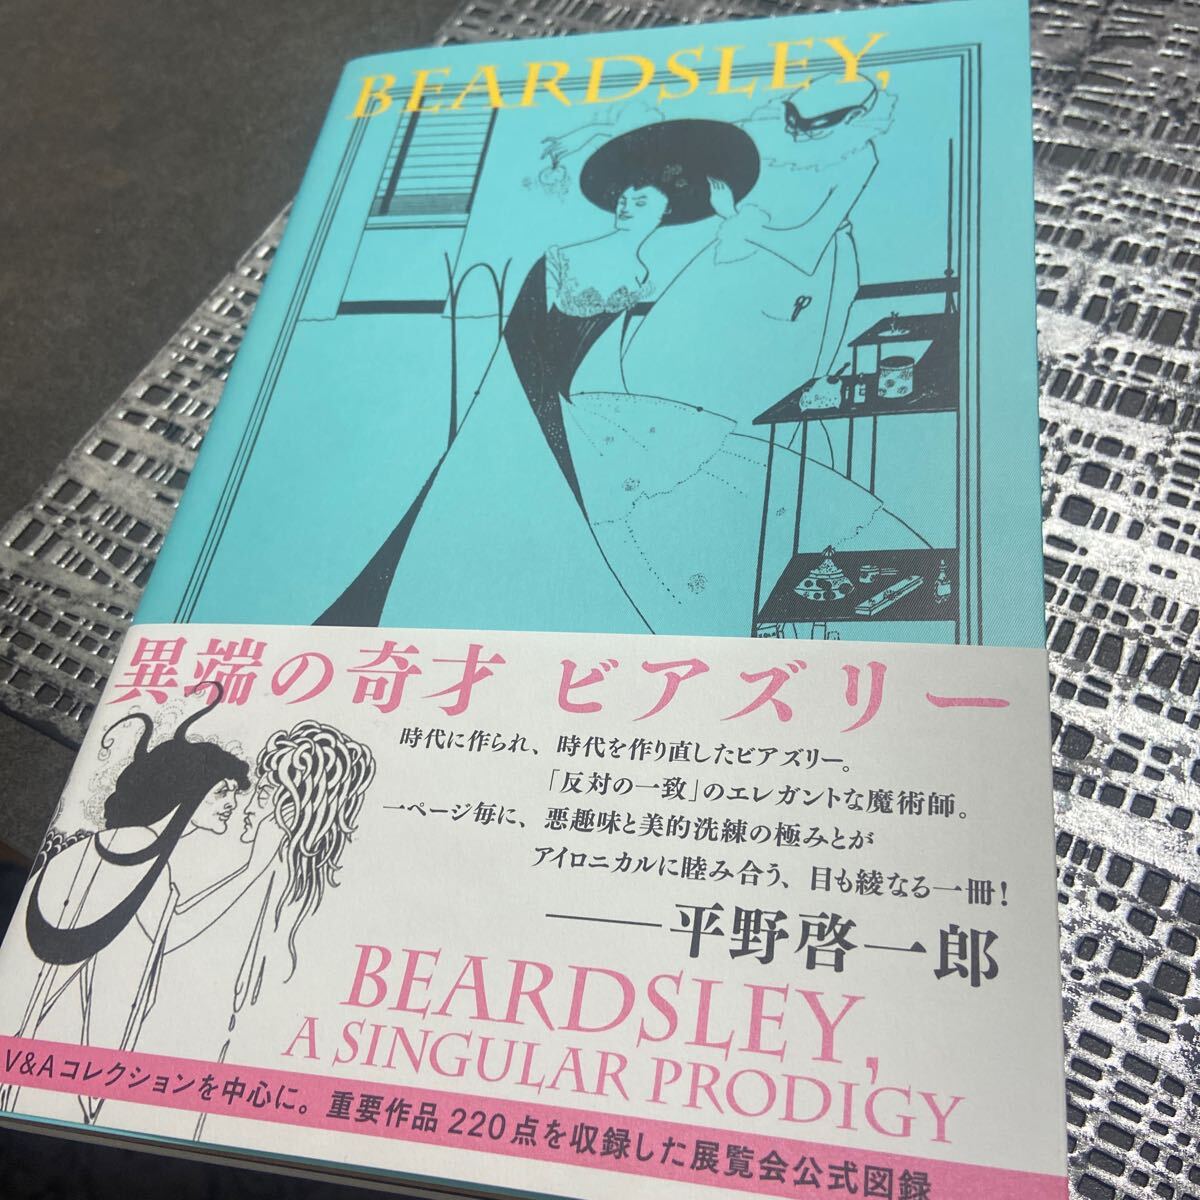 BEARDSLEY,
異端の奇才 ビアズリー
時代に作られ、時代を作り直したビアズリー。
「反対の一致」のエレガントな魔術師。
一ページ毎に、悪趣味と美的洗練の極みとが
アイロニカルに睦み合う、目も綾なる一冊!
——平野啓一郎
BEARDSLEY,
A SINGULAR PRODIGY
V&Aコレクションを中心に。重要作品220点を収録した展覧会公式図録